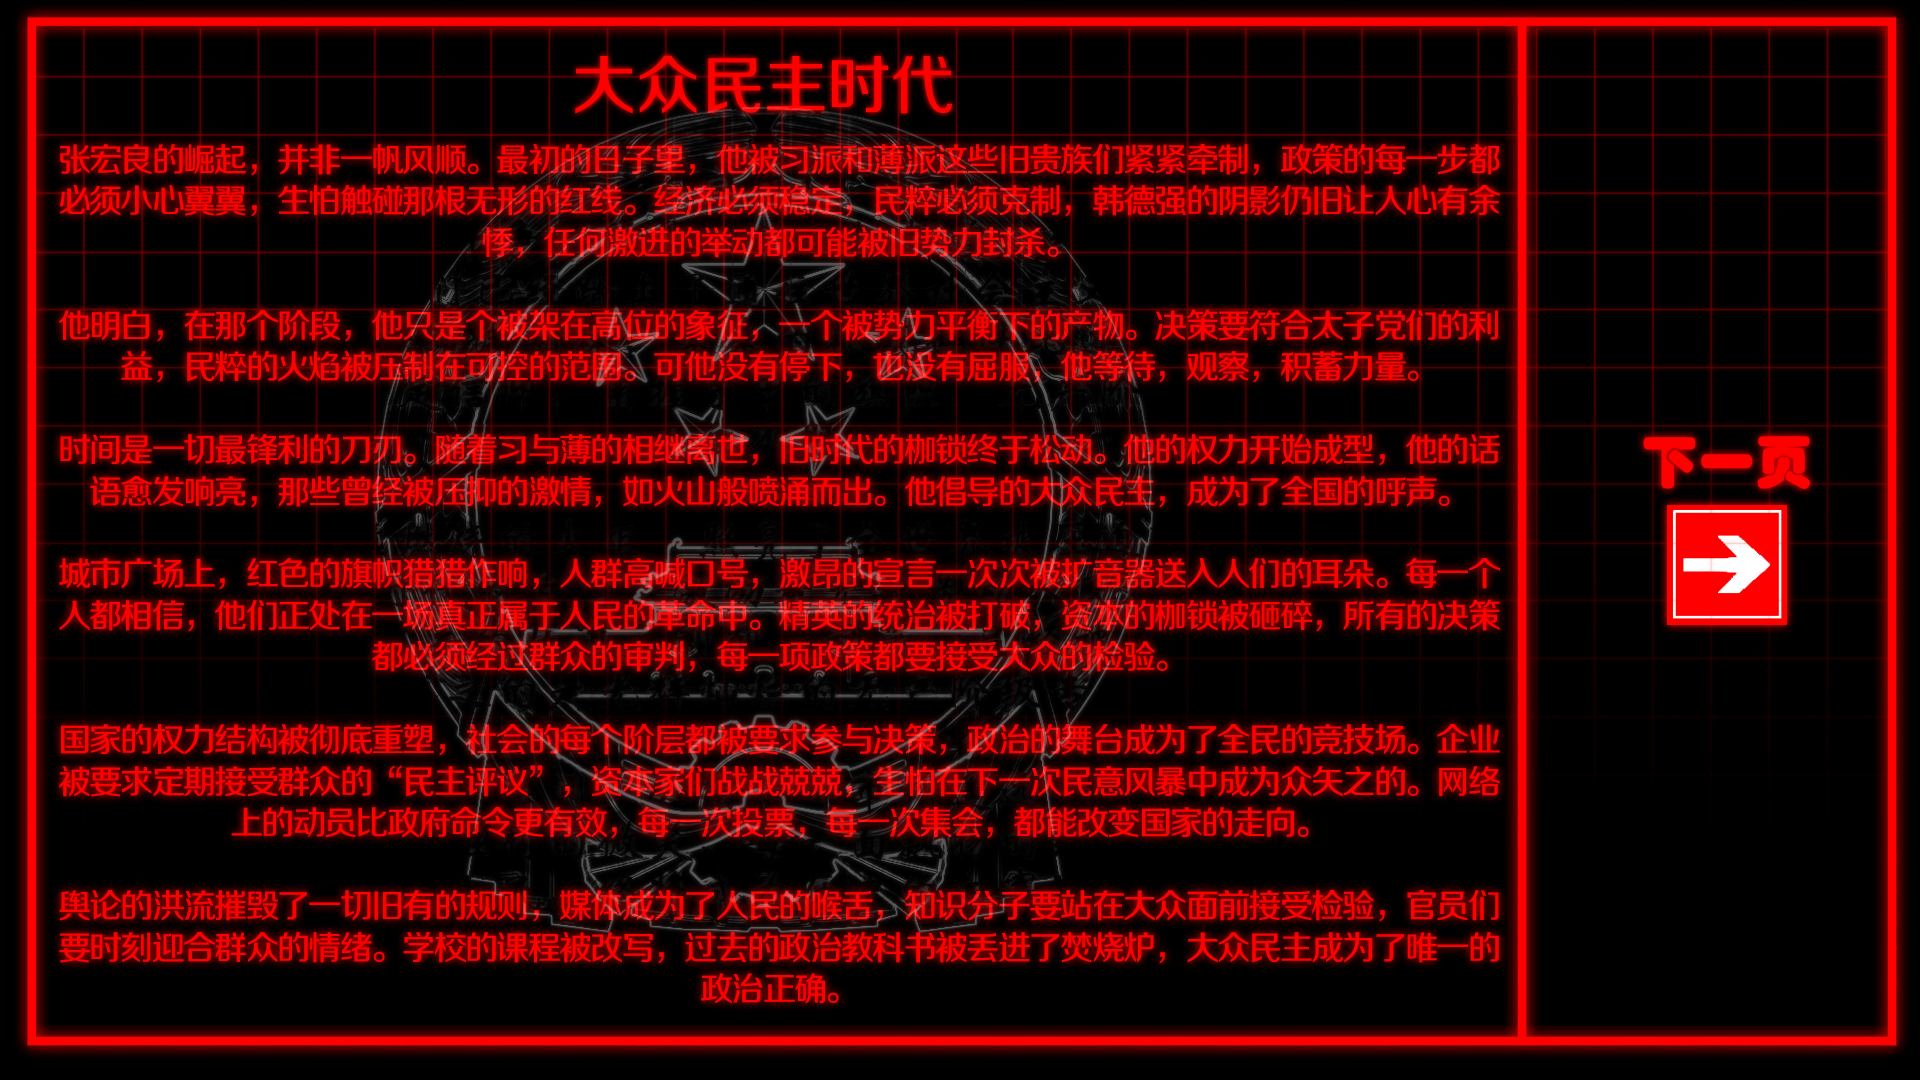 大众民主时代
张宏良的崛起，并非一帆风顺。最初的日子里，他被习派和薄派这些旧贵族们紧紧牵制，政策的每一步都
必须小心翼翼，生怕触碰那根无形的红线。经济必须稳定，民粹必须克制，韩德强的阴影仍旧让人心有余
悸，任何激进的举动都可能被旧势力封杀。
他明白，在那个阶段，他只是个被架在高位的象征，一个被势力平衡下的产物。决策要符合太子党们的利
益，民粹的火焰被压制在可控的范围。可他没有停下，也没有屈服，他等待，观察，积蓄力量。
时间是一切最锋利的刀刃。随着习与薄的相继离世，旧时代的枷锁终于松动。他的权力开始成型，他的话
语愈发响亮，那些曾经被压抑的激情，如火山般喷涌而出。他倡导的大众民主，成为了全国的呼声。
城市广场上，红色的旗帜猎猎作响，人群高喊口号，激昂的宣言一次次被扩音器送入人们的耳朵。每一个
人都相信，他们正处在一场真正属于人民的革命中。精英的统治被打破，资本的枷锁被砸碎，所有的决策
都必须经过群众的审判，每一项政策都要接受大众的检验。
国家的权力结构被彻底重塑，社会的每个阶层都被要求参与决策，政治的舞台成为了全民的竞技场。企业
被要求定期接受群众的“民主评议”，资本家们战战兢兢，生怕在下一次民意风暴中成为众矢之的。网络
上的动员比政府命令更有效，每一次投票，每一次集会，都能改变国家的走向。
舆论的洪流摧毁了一切旧有的规则，媒体成为了人民的喉舌，知识分子要站在大众面前接受检验，官员们
要时刻迎合群众的情绪。学校的课程被改写，过去的政治教科书被丢进了焚烧炉，大众民主成为了唯一的
政治正确。
下一页